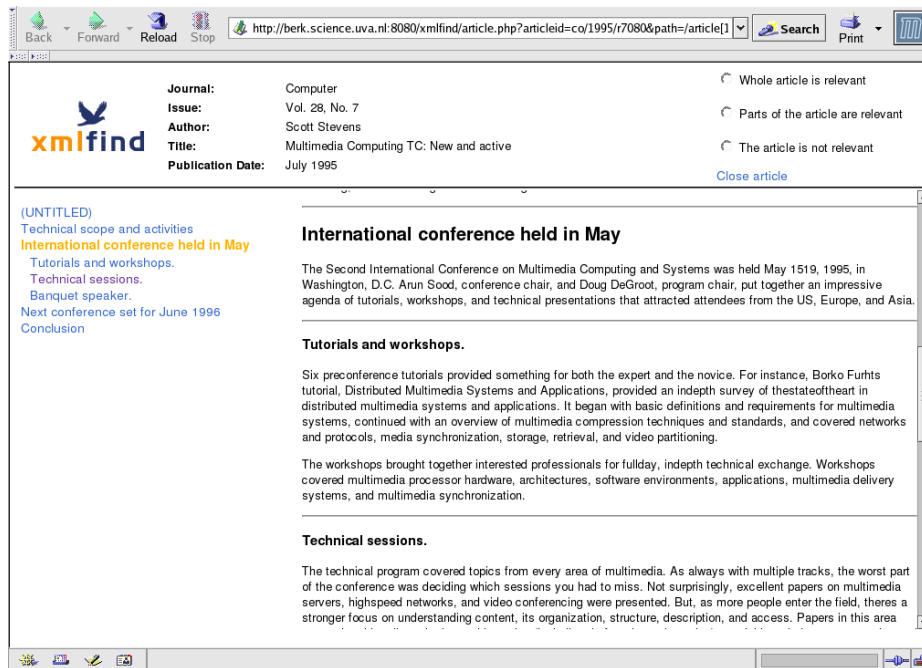 Back
Forward
Reload
Stop
http://berk.science.uva.nl:8080/xmlfind/article.php?articleid=co/1995/r7080&path=/article[1]
Search
Print
xmlfind
Journal: Computer
Issue: Vol. 28, No. 7
Author: Scott Stevens
Title: Multimedia Computing TC: New and active
Publication Date: July 1995
Whole article is relevant
Parts of the article are relevant
The article is not relevant
Close article
(UNTITLED)
Technical scope and activities
International conference held in May
Tutorials and workshops.
Technical sessions.
Banquet speaker.
Next conference set for June 1996
Conclusion
International conference held in May
The Second International Conference on Multimedia Computing and Systems was held May 1519, 1995, in
Washington, D.C. Arun Sood, conference chair, and Doug DeGroot, program chair, put together an impressive
agenda of tutorials, workshops, and technical presentations that attracted attendees from the US, Europe, and Asia.
Tutorials and workshops.
Six preconference tutorials provided something for both the expert and the novice. For instance, Borko Furhts
tutorial, Distributed Multimedia Systems and Applications, provided an indepth survey of thestateoftheart in
distributed multimedia systems and applications. It began with basic definitions and requirements for multimedia
systems, continued with an overview of multimedia compression techniques and standards, and covered networks
and protocols, media synchronization, storage, retrieval, and video partitioning.
The workshops brought together interested professionals for fullday, indepth technical exchange. Workshops
covered multimedia processor hardware, architectures, software environments, applications, multimedia delivery
systems, and multimedia synchronization.
Technical sessions.
The technical program covered topics from every area of multimedia. As always with multiple tracks, the worst part
of the conference was deciding which sessions you had to miss. Not surprisingly, excellent papers on multimedia
servers, highspeed networks, and video conferencing were presented. But, as more people enter the field, theres a
stronger focus on understanding content, its organization, structure, description, and access. Papers in this area